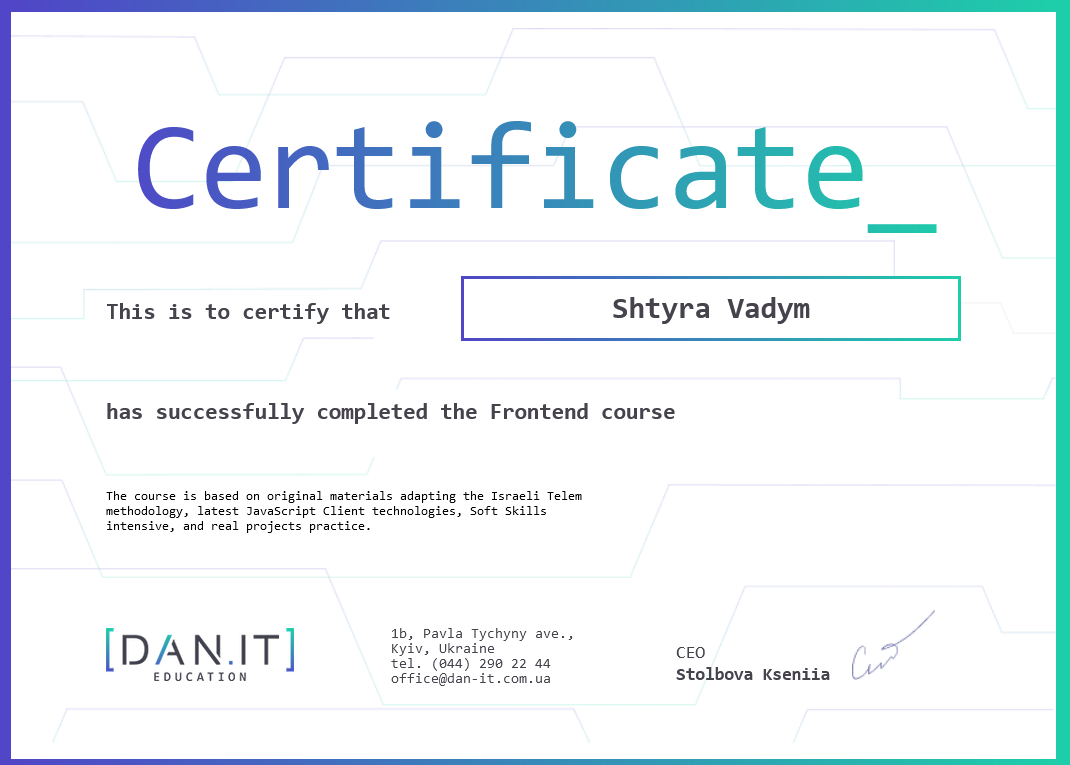 Certificate_
This is to certify that
Shtyra Vadym
has successfully completed the Frontend course
The course is based on original materials adapting the Israeli Telem
methodology, latest JavaScript Client technologies, Soft Skills
intensive, and real projects practice.
[DAN.IT]
EDUCATION
1b, Pavla Tychyny ave.,
Kyiv, Ukraine
tel. (044) 290 22 44
office@dan-it.com.ua
CEO
Stolbova Kseniia